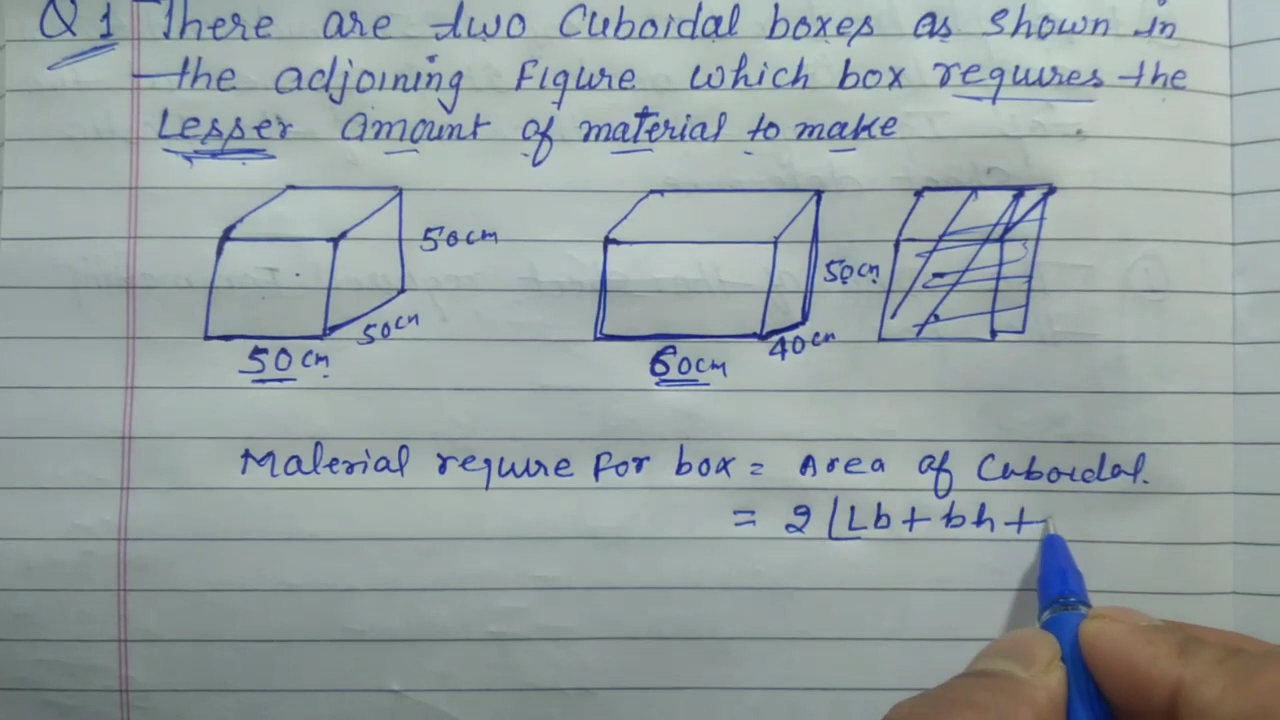 Q1 There are two Cuboidal boxes as shown in
the adjoining Figure which box requires the
Lesser amount of material to make
50cm
50cm
50cm
50cm
40cm
60cm
Material require For box = Area of Cuboidal.
= 2 [Lb + bh +